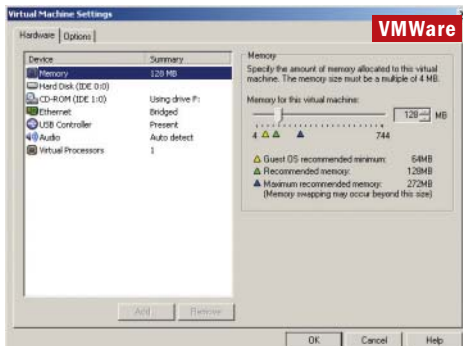 Virtual Machine Settings
VMWare
Hardware Options
Device Summary
Memory 128 MB
Hard Disk (IDE 0:0)
CD-ROM (IDE 1:0) Using drive F:
Ethernet Bridged
USB Controller Present
Audio Auto detect
Virtual Processors 1
Add Remove
Memory
Specify the amount of memory allocated to this virtual
machine. The memory size must be a multiple of 4 MB.
Memory for this virtual machine:
128 MB
4 744
Guest OS recommended minimum: 64MB
Recommended memory: 128MB
Maximum recommended memory: 272MB
(Memory swapping may occur beyond this size)
OK Cancel Help